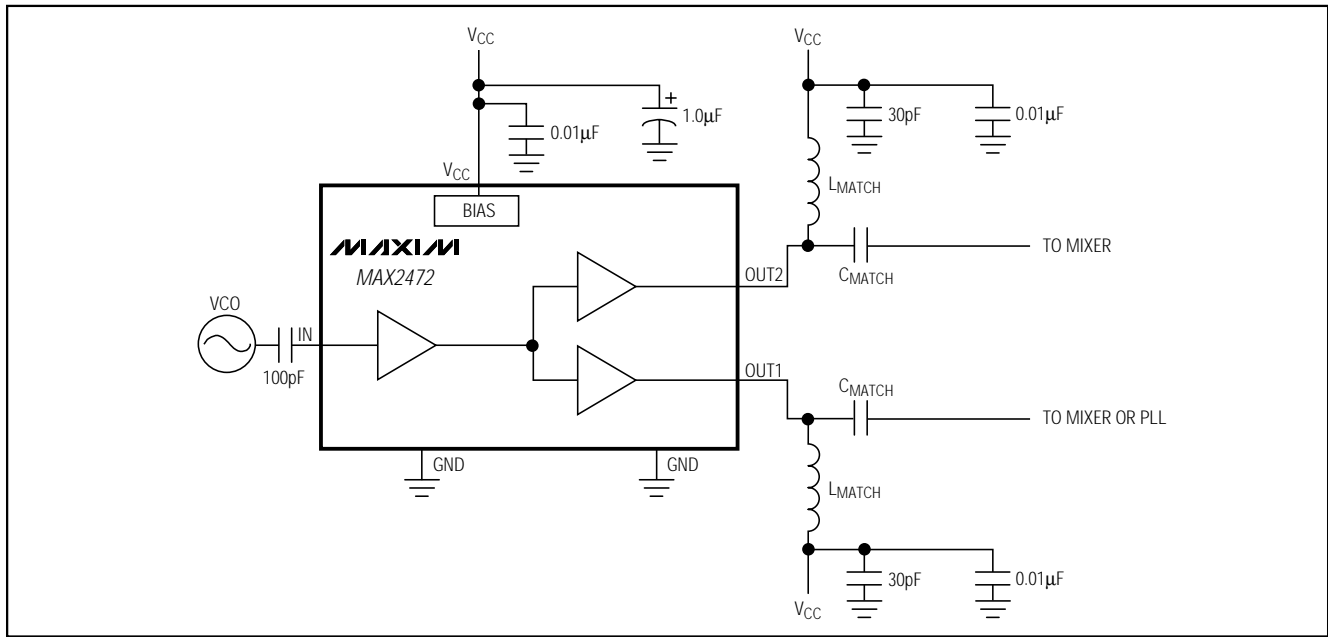 VCC
VCC
+
1.0µF
0.01µF
30pF
0.01µF
VCC
LMATCH
BIAS
MAXIM
MAX2472
OUT2
CMATCH
TO MIXER
VCO
IN
100pF
OUT1
CMATCH
TO MIXER OR PLL
GND
GND
LMATCH
30pF
0.01µF
VCC